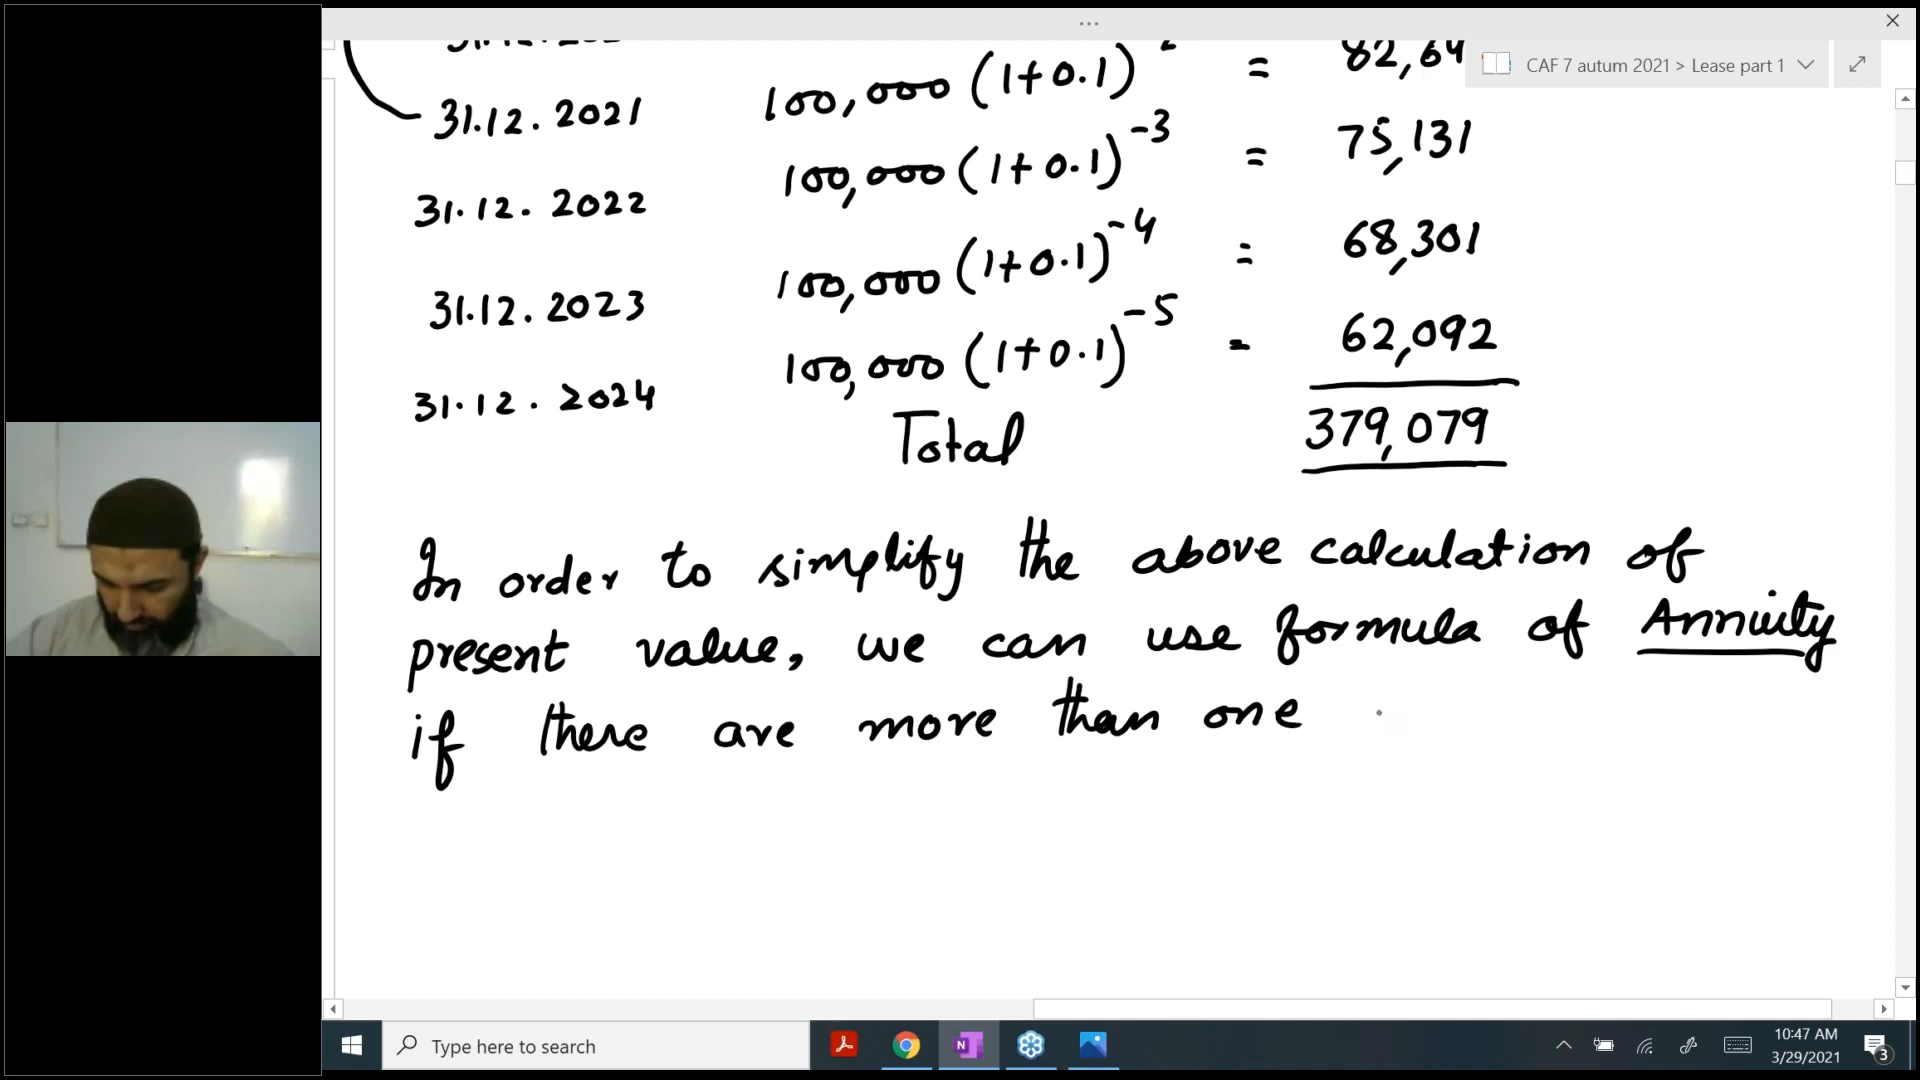 CAF 7 autum 2021 > Lease part 1
100,000 (1+0.1)⁻² = 82,64
31.12.2021
100,000 (1+0.1)⁻³ = 75,131
31.12.2022
100,000 (1+0.1)⁻⁴ = 68,301
31.12.2023
100,000 (1+0.1)⁻⁵ = 62,092
31.12.2024
Total 379,079
In order to simplify the above calculation of
present value, we can use formula of Annuity
if there are more than one
Type here to search
10:47 AM
3/29/2021
3